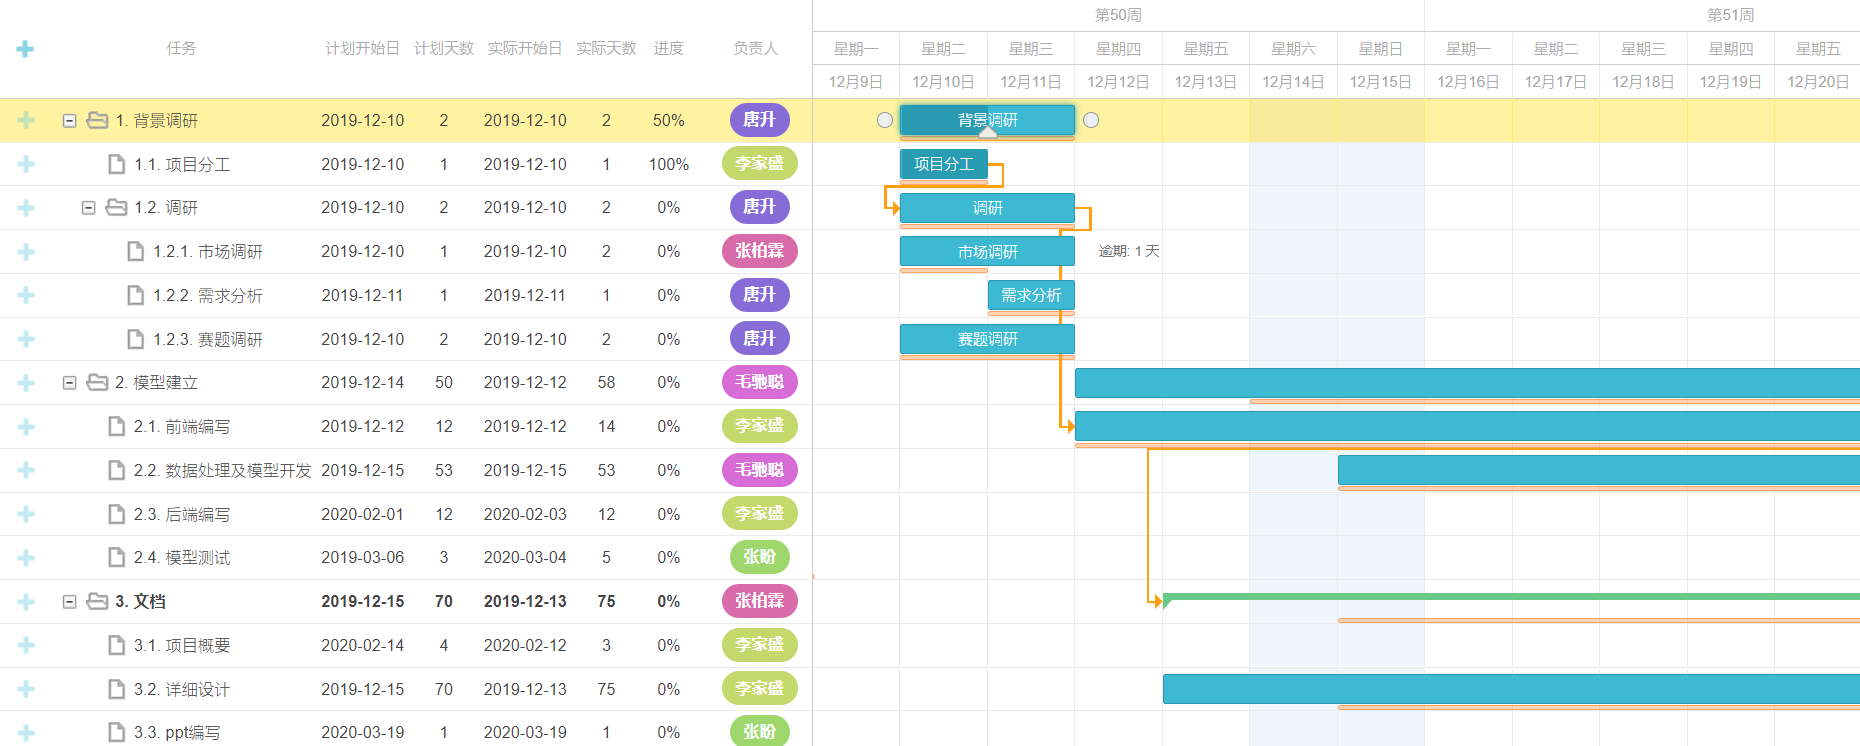 第50周 第51周
任务 计划开始日 计划天数 实际开始日 实际天数 进度 负责人 星期一 星期二 星期三 星期四 星期五 星期六 星期日 星期一 星期二 星期三 星期四 星期五
12月9日 12月10日 12月11日 12月12日 12月13日 12月14日 12月15日 12月16日 12月17日 12月18日 12月19日 12月20日
1. 背景调研 2019-12-10 2 2019-12-10 2 50% 唐升 背景调研
1.1. 项目分工 2019-12-10 1 2019-12-10 1 100% 李家盛 项目分工
1.2. 调研 2019-12-10 2 2019-12-10 2 0% 唐升 调研
1.2.1. 市场调研 2019-12-10 1 2019-12-10 2 0% 张柏霖 市场调研 逾期: 1 天
1.2.2. 需求分析 2019-12-11 1 2019-12-11 1 0% 唐升 需求分析
1.2.3. 赛题调研 2019-12-10 2 2019-12-10 2 0% 唐升 赛题调研
2. 模型建立 2019-12-14 50 2019-12-12 58 0% 毛驰聪
2.1. 前端编写 2019-12-12 12 2019-12-12 14 0% 李家盛
2.2. 数据处理及模型开发 2019-12-15 53 2019-12-15 53 0% 毛驰聪
2.3. 后端编写 2020-02-01 12 2020-02-03 12 0% 李家盛
2.4. 模型测试 2019-03-06 3 2020-03-04 5 0% 张盼
3. 文档 2019-12-15 70 2019-12-13 75 0% 张柏霖
3.1. 项目概要 2020-02-14 4 2020-02-12 3 0% 李家盛
3.2. 详细设计 2019-12-15 70 2019-12-13 75 0% 李家盛
3.3. ppt编写 2020-03-19 1 2020-03-19 1 0% 张盼